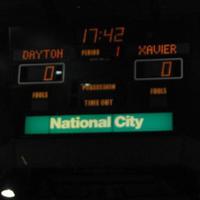 17:42
DAYTON PERIOD 1 XAVIER
0 0
FOULS POSSESSION FOULS
TIME OUT
National City